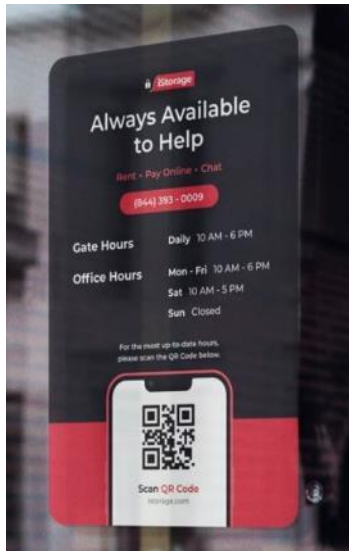 iStorage
Always Available
to Help
Rent • Pay Online • Chat
(844) 393 - 0009
Gate Hours Daily 10 AM - 6 PM
Office Hours Mon - Fri 10 AM - 6 PM
Sat 10 AM - 5 PM
Sun Closed
For the most up-to-date hours,
please scan the QR Code below.
Scan QR Code
istorage.com